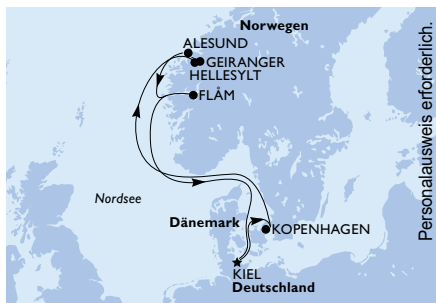 Norwegen
ALESUND
GEIRANGER
HELLESYLT
FLÅM
Nordsee
Dänemark
KOPENHAGEN
KIEL
Deutschland
Personalausweis erforderlich.